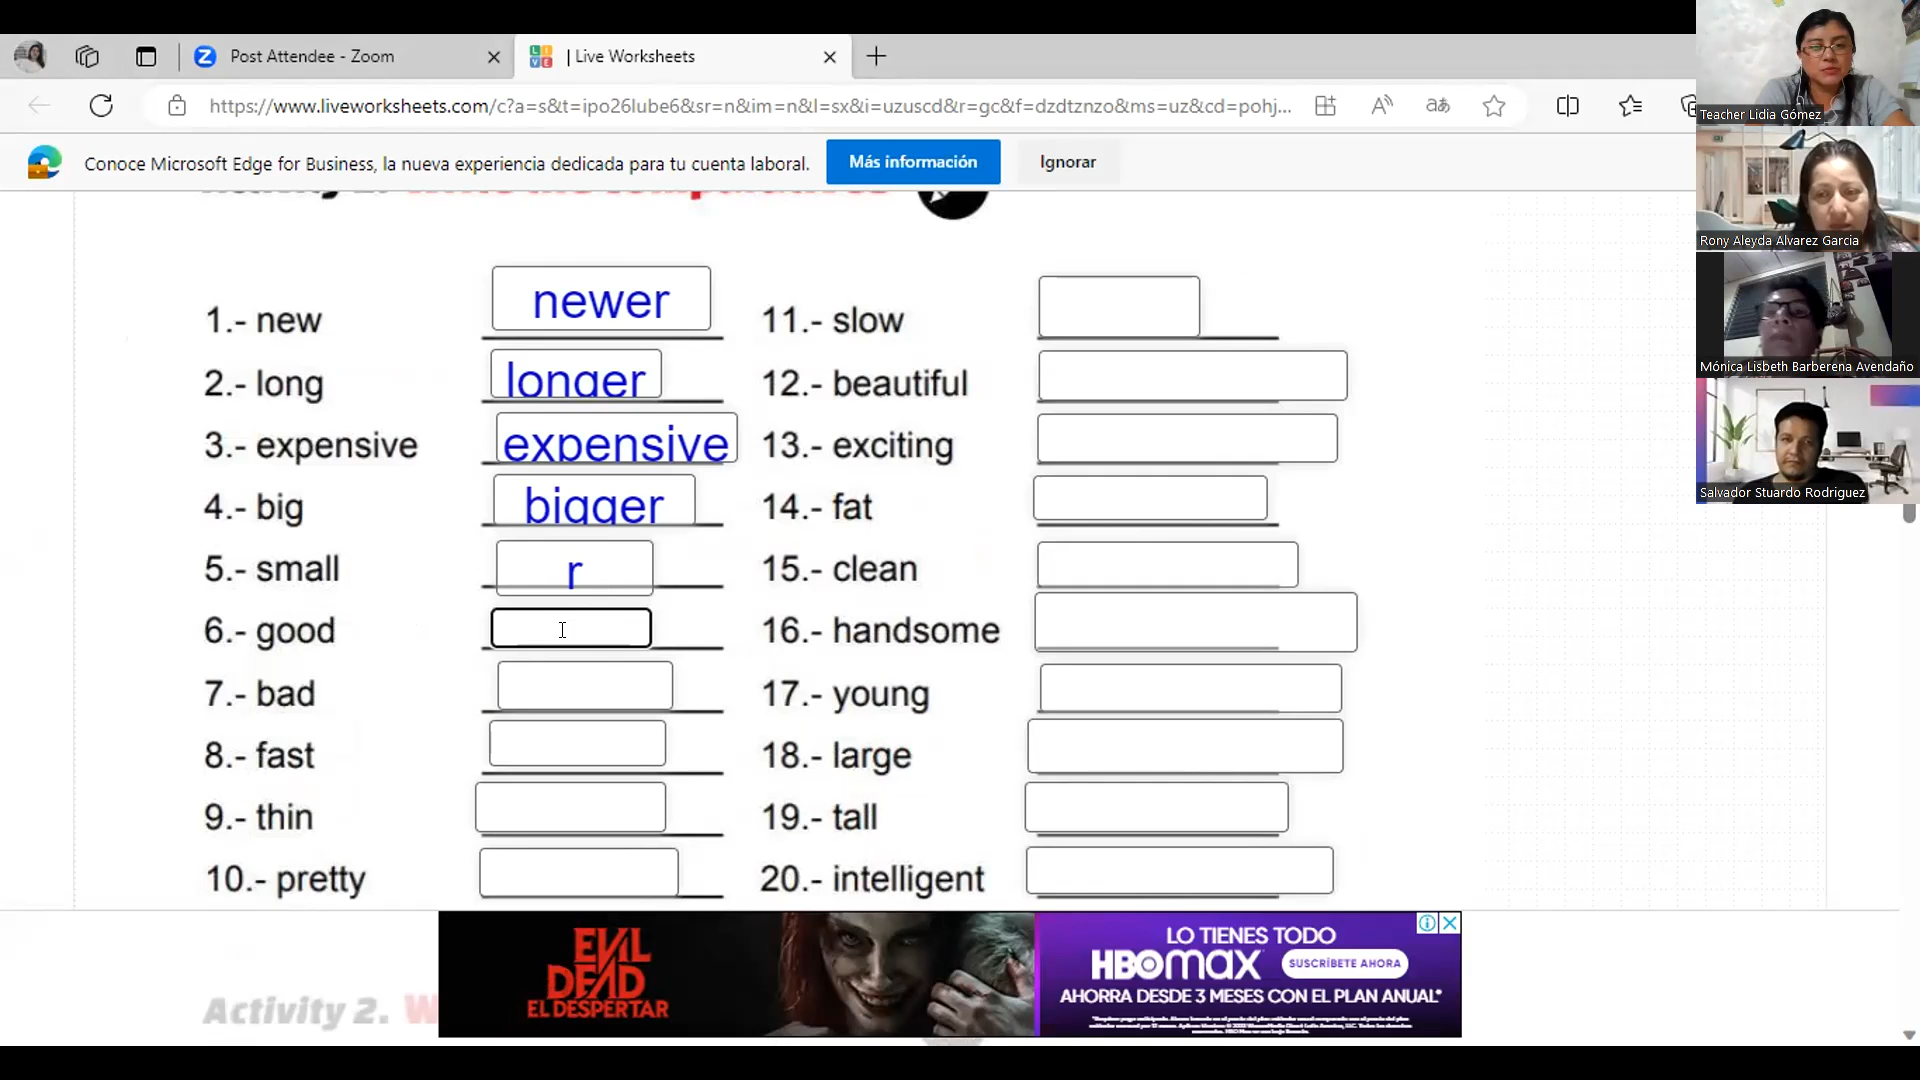 Post Attendee - Zoom
| Live Worksheets
https://www.liveworksheets.com/c?a=s&t=ipo26lube6&sr=n&im=n&l=sx&i=uzuscd&r=gc&f=dzdtznzo&ms=uz&cd=pohj...
Conoce Microsoft Edge for Business, la nueva experiencia dedicada para tu cuenta laboral.
Más información
Ignorar
1.- new
newer
2.- long
longer
3.- expensive
expensive
4.- big
bigger
5.- small
r
6.- good
7.- bad
8.- fast
9.- thin
10.- pretty
11.- slow
12.- beautiful
13.- exciting
14.- fat
15.- clean
16.- handsome
17.- young
18.- large
19.- tall
20.- intelligent
Activity 2. W
EVIL
DEAD
EL DESPERTAR
LO TIENES TODO
HBOmax
SUSCRÍBETE AHORA
AHORRA DESDE 3 MESES CON EL PLAN ANUAL*
Teacher Lidia Gómez
Rony Aleyda Alvarez Garcia
Mónica Lisbeth Barberena Avendaño
Salvador Stuardo Rodriguez